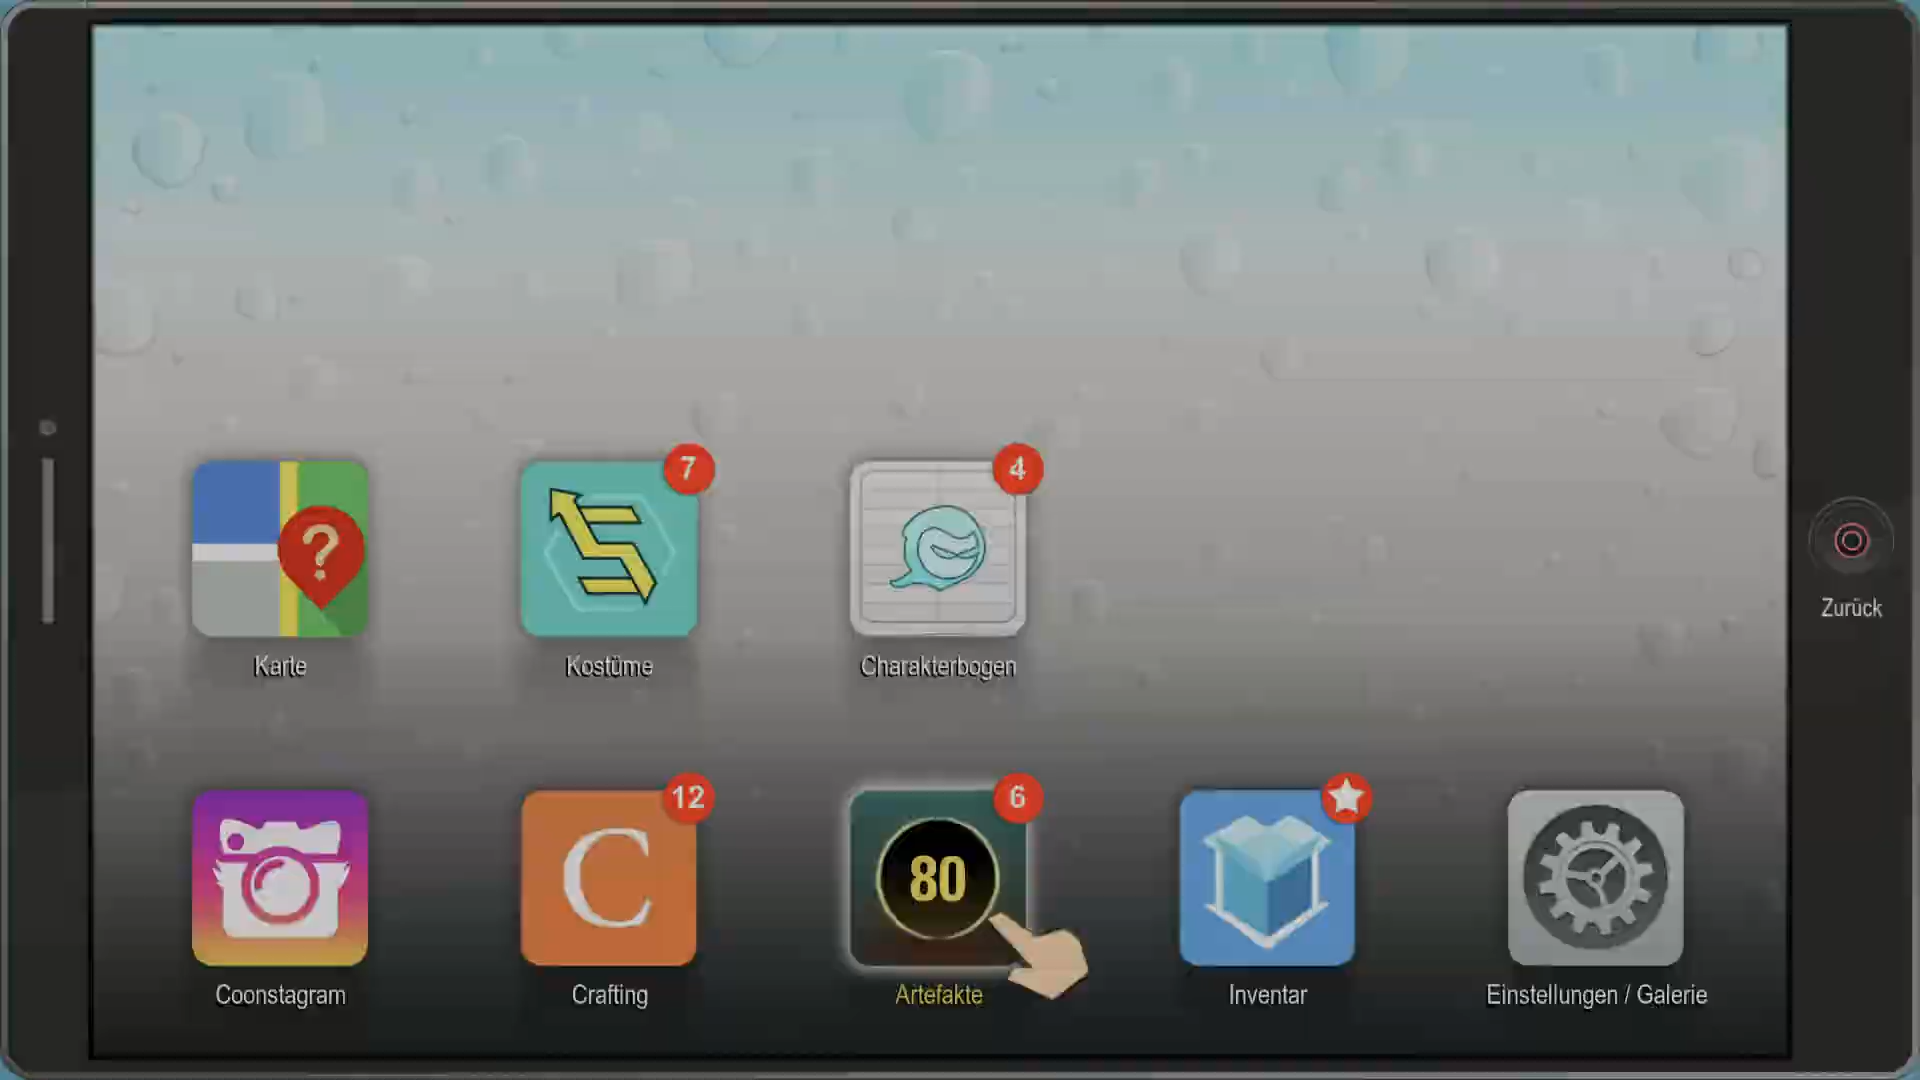 7
4
?
Karte
Kostüme
Charakterbogen
Zurück
12
6
C
80
Coonstagram
Crafting
Artefakte
Inventar
Einstellungen / Galerie